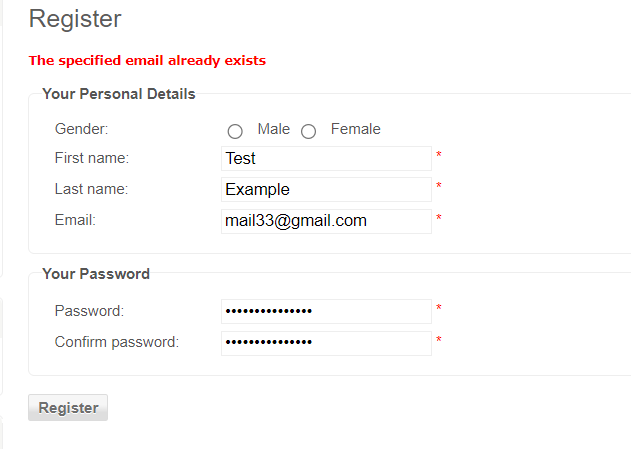 Register
The specified email already exists
Your Personal Details
Gender: Male Female
First name: Test *
Last name: Example *
Email: mail33@gmail.com *
Your Password
Password: ••••••••••••••• *
Confirm password: ••••••••••••••• *
Register